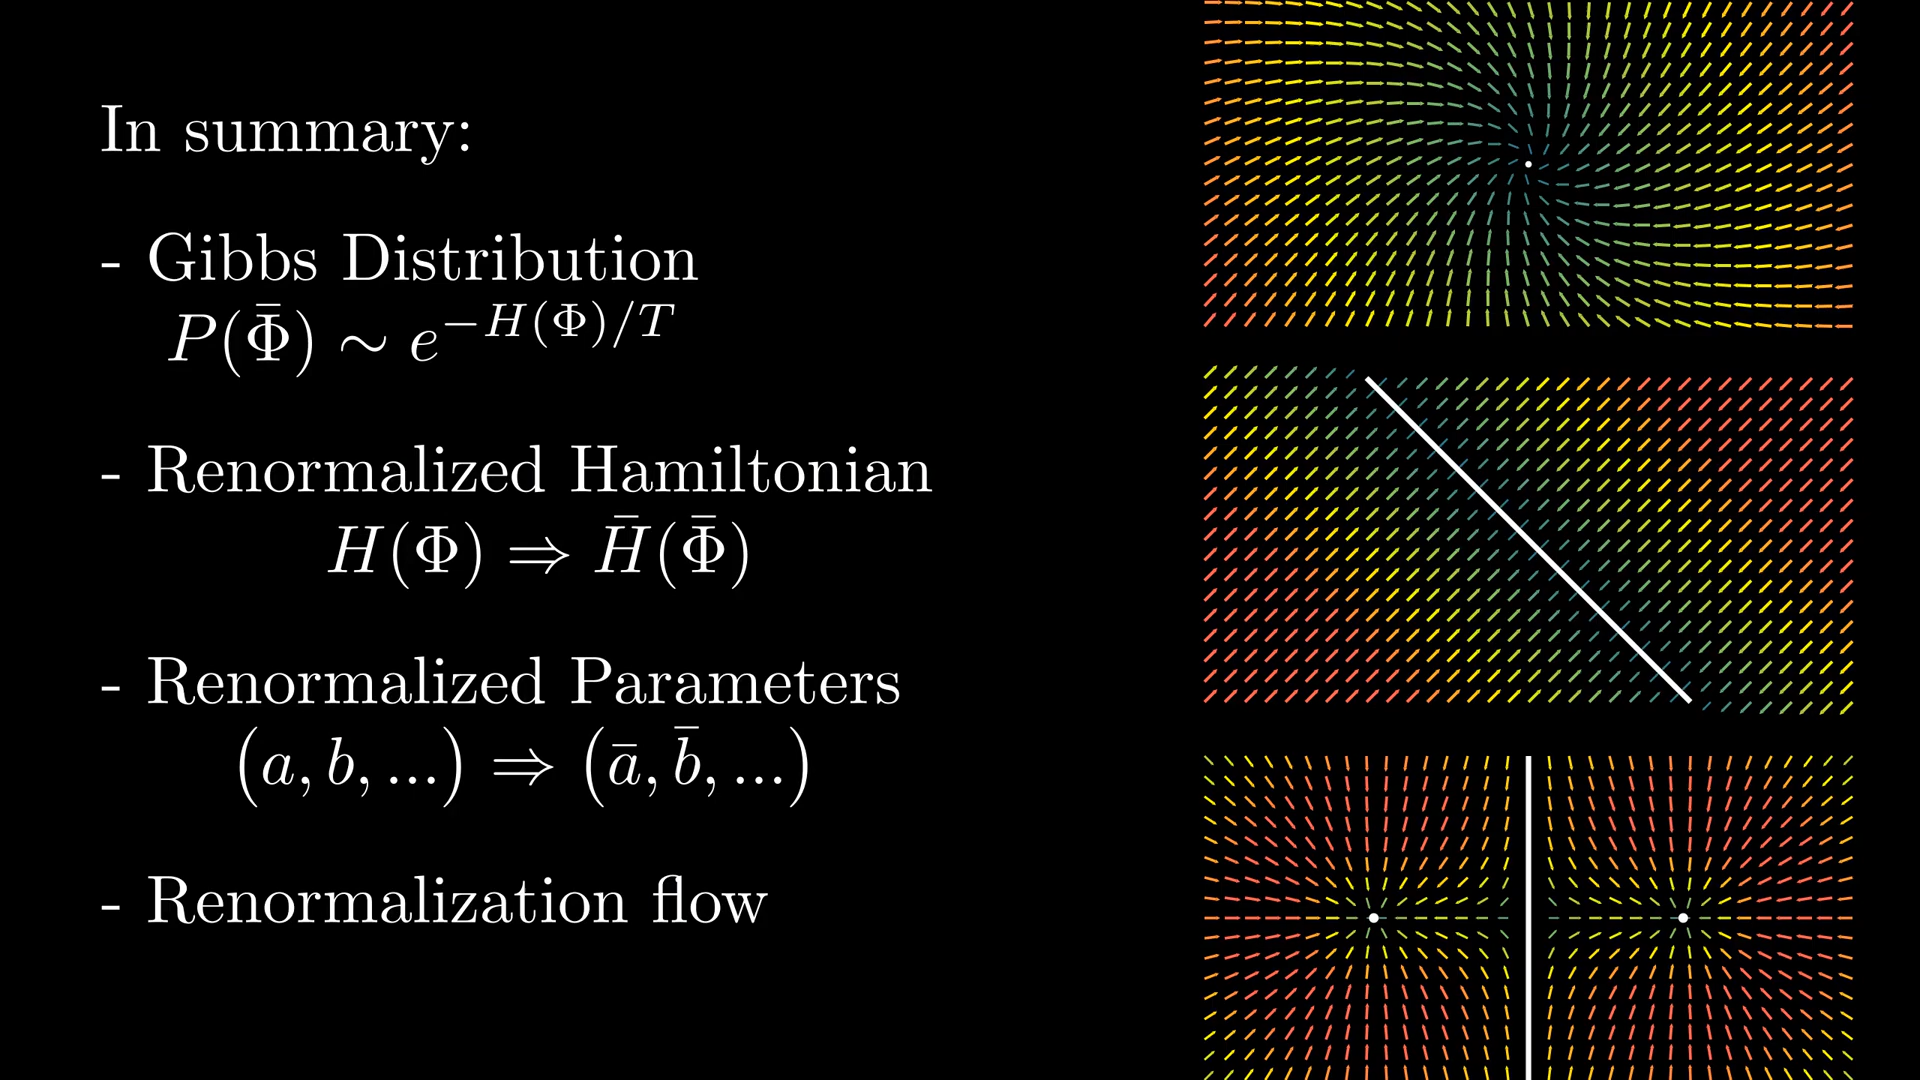 In summary:
- Gibbs Distribution
P(Φ̄) ∼ e^{−H(Φ)/T}
- Renormalized Hamiltonian
H(Φ) ⇒ H̄(Φ̄)
- Renormalized Parameters
(a, b, ...) ⇒ (ā, b̄, ...)
- Renormalization flow